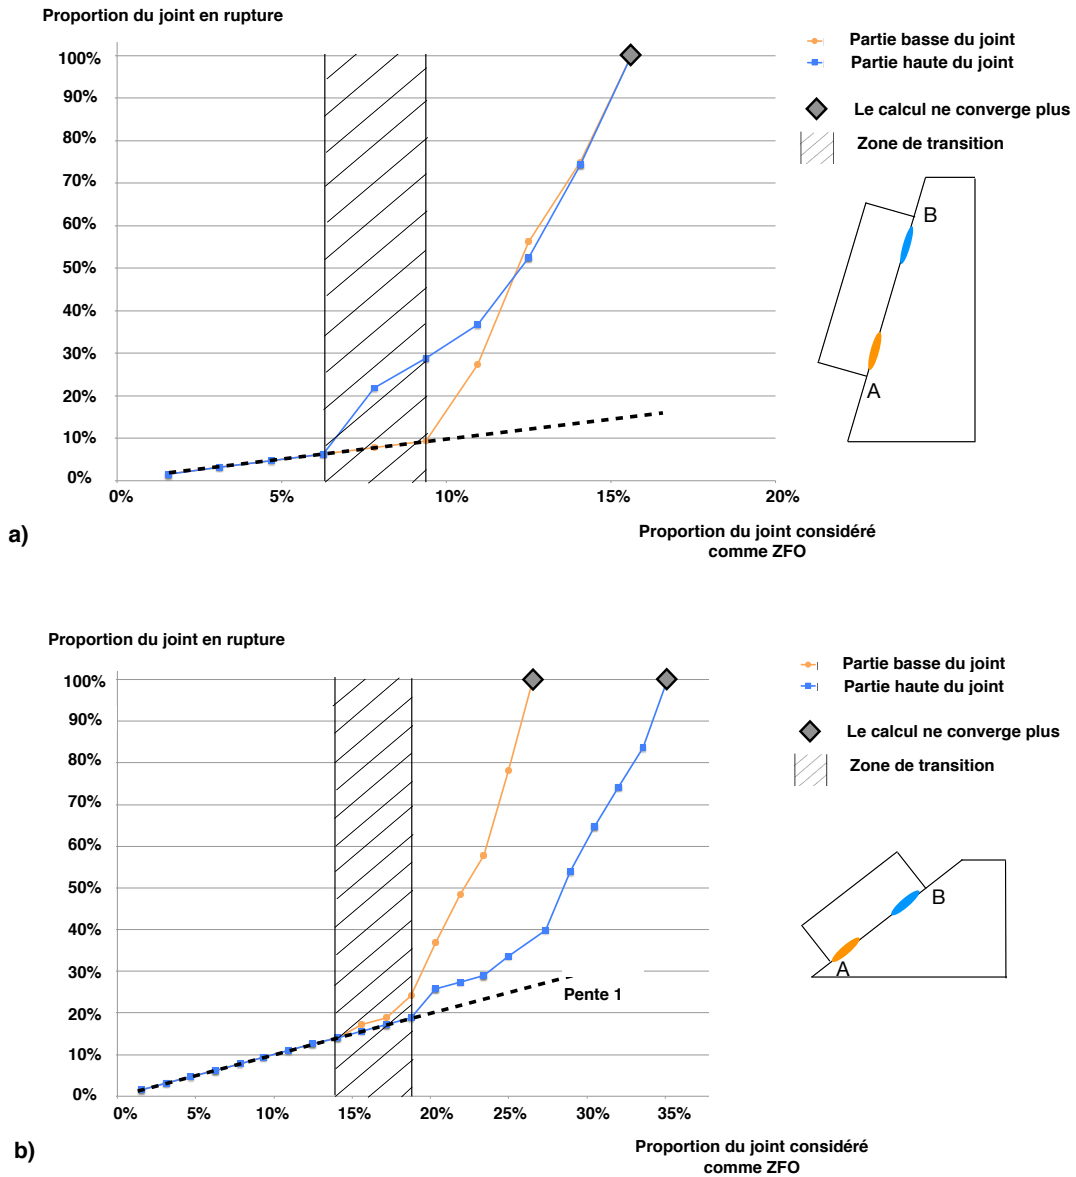 Proportion du joint en rupture
100%
90%
80%
70%
60%
50%
40%
30%
20%
10%
0%
0%
5%
10%
15%
20%
Proportion du joint considéré
comme ZFO
a)
Partie basse du joint
Partie haute du joint
Le calcul ne converge plus
Zone de transition
B
A
Proportion du joint en rupture
100%
90%
80%
70%
60%
50%
40%
30%
20%
10%
0%
Pente 1
0%
5%
10%
15%
20%
25%
30%
35%
Proportion du joint considéré
comme ZFO
b)
Partie basse du joint
Partie haute du joint
Le calcul ne converge plus
Zone de transition
B
A